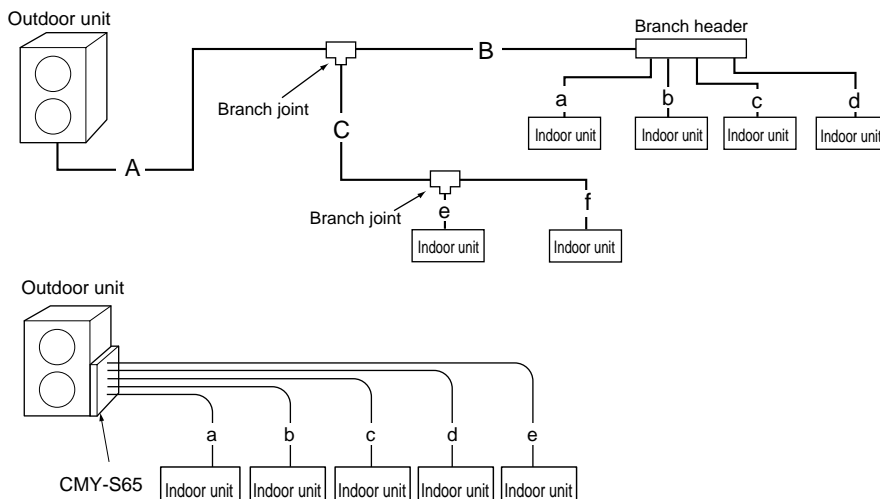 Outdoor unit
Branch header
B
Branch joint
a
b
c
d
Indoor unit
Indoor unit
Indoor unit
Indoor unit
C
A
Branch joint
e
f
Indoor unit
Indoor unit
Outdoor unit
a
b
c
d
e
CMY-S65
Indoor unit
Indoor unit
Indoor unit
Indoor unit
Indoor unit